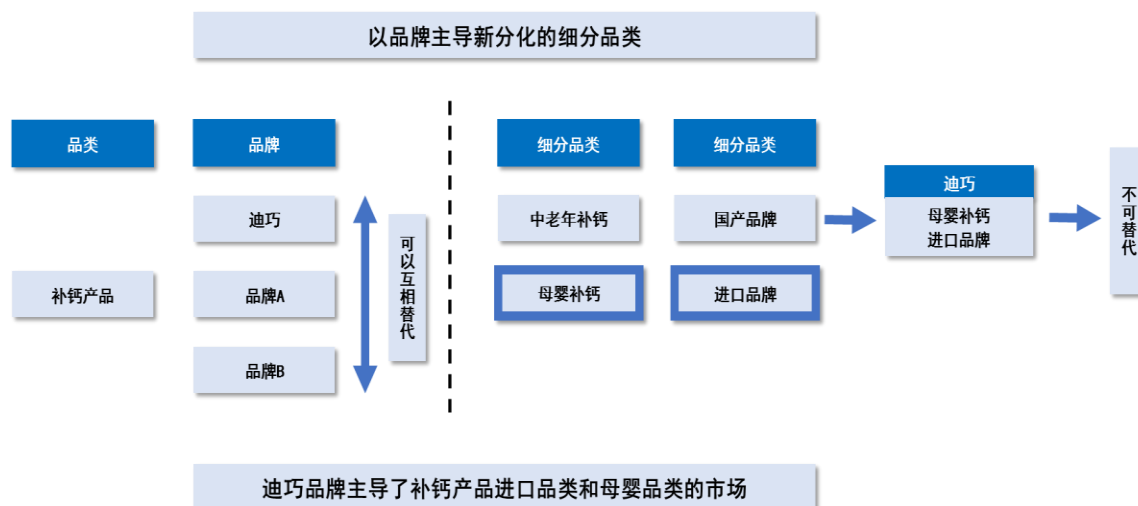 以品牌主导新分化的细分品类
品类
品牌
细分品类
细分品类
迪巧
补钙产品
品牌A
品牌B
可以互相替代
中老年补钙
国产品牌
母婴补钙
进口品牌
迪巧
母婴补钙
进口品牌
不可替代
迪巧品牌主导了补钙产品进口品类和母婴品类的市场